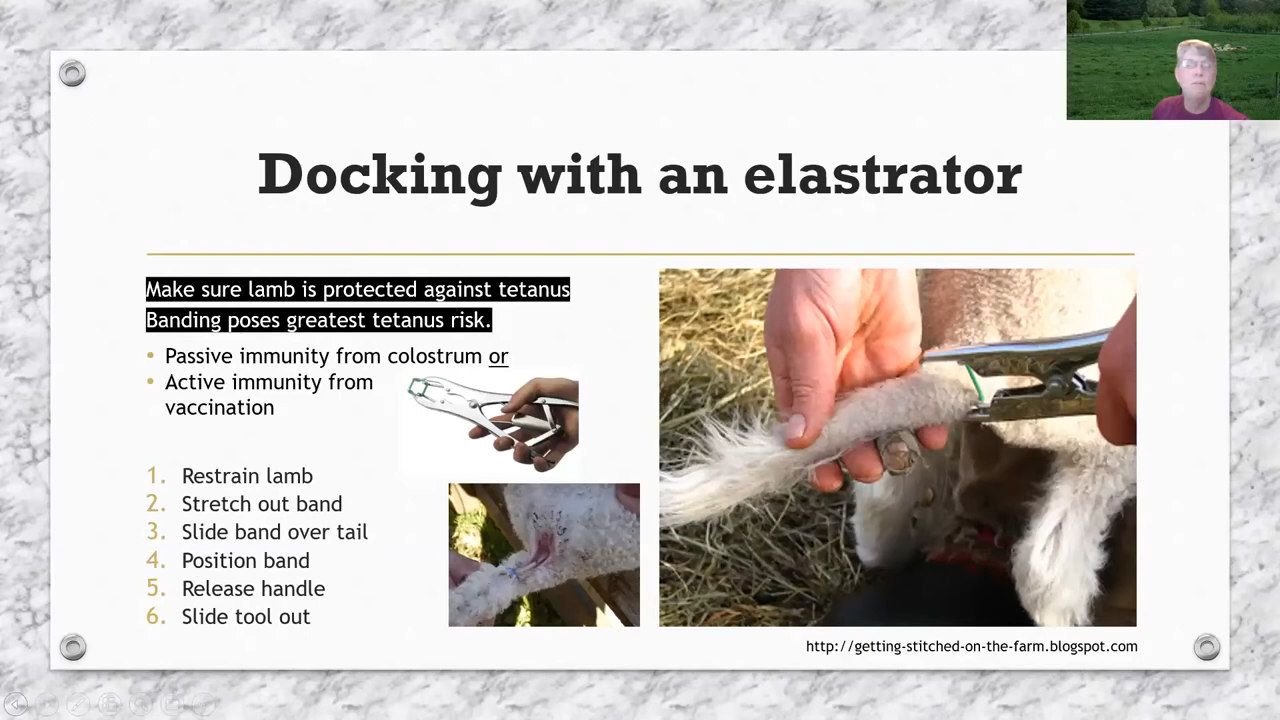 Docking with an elastrator
Make sure lamb is protected against tetanus
Banding poses greatest tetanus risk.
• Passive immunity from colostrum or
• Active immunity from
vaccination
1. Restrain lamb
2. Stretch out band
3. Slide band over tail
4. Position band
5. Release handle
6. Slide tool out
http://getting-stitched-on-the-farm.blogspot.com